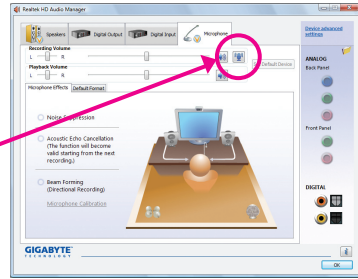 Realtek HD Audio Manager
Speakers
Digital Output
Digital Input
Microphone
Device advanced
settings
Recording Volume
L
R
Default Device
Playback Volume
L
R
Microphone Effects
Default Format
Noise Suppression
Acoustic Echo Cancellation
(The function will become
valid starting from the next
recording.)
Beam Forming
(Directional Recording)
Microphone Calibration
ANALOG
Back Panel
Front Panel
DIGITAL
GIGABYTE
TECHNOLOGY
OK